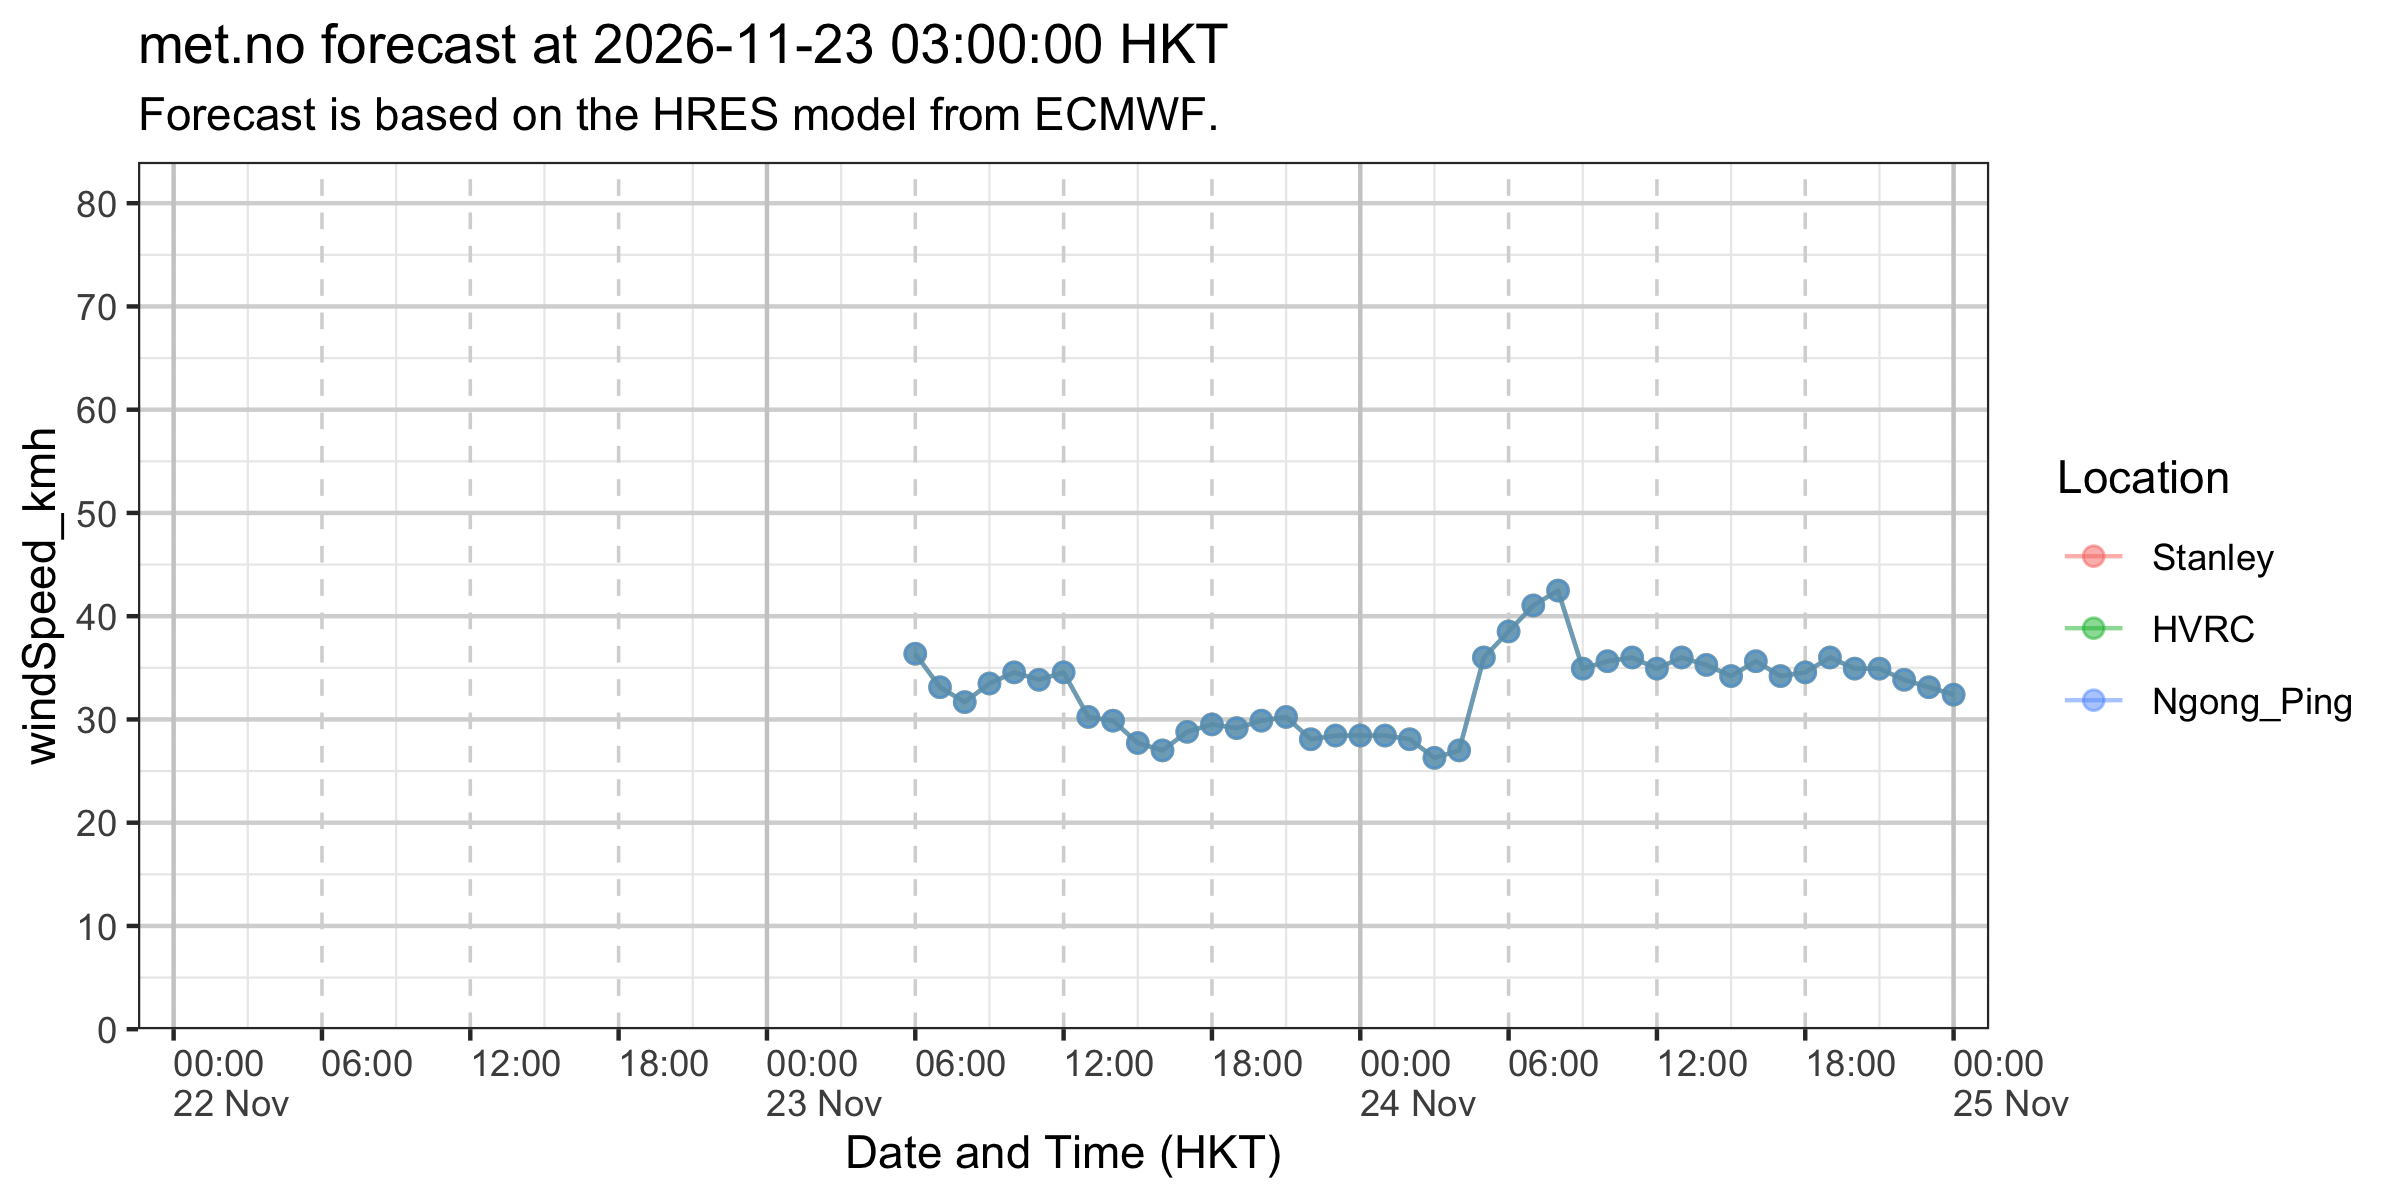 met.no forecast at 2026-11-23 03:00:00 HKT
Forecast is based on the HRES model from ECMWF.
windSpeed_kmh
80
70
60
50
40
30
20
10
0
00:00 06:00 12:00 18:00 00:00 06:00 12:00 18:00 00:00 06:00 12:00 18:00 00:00
22 Nov 23 Nov 24 Nov 25 Nov
Date and Time (HKT)
Location
Stanley
HVRC
Ngong_Ping